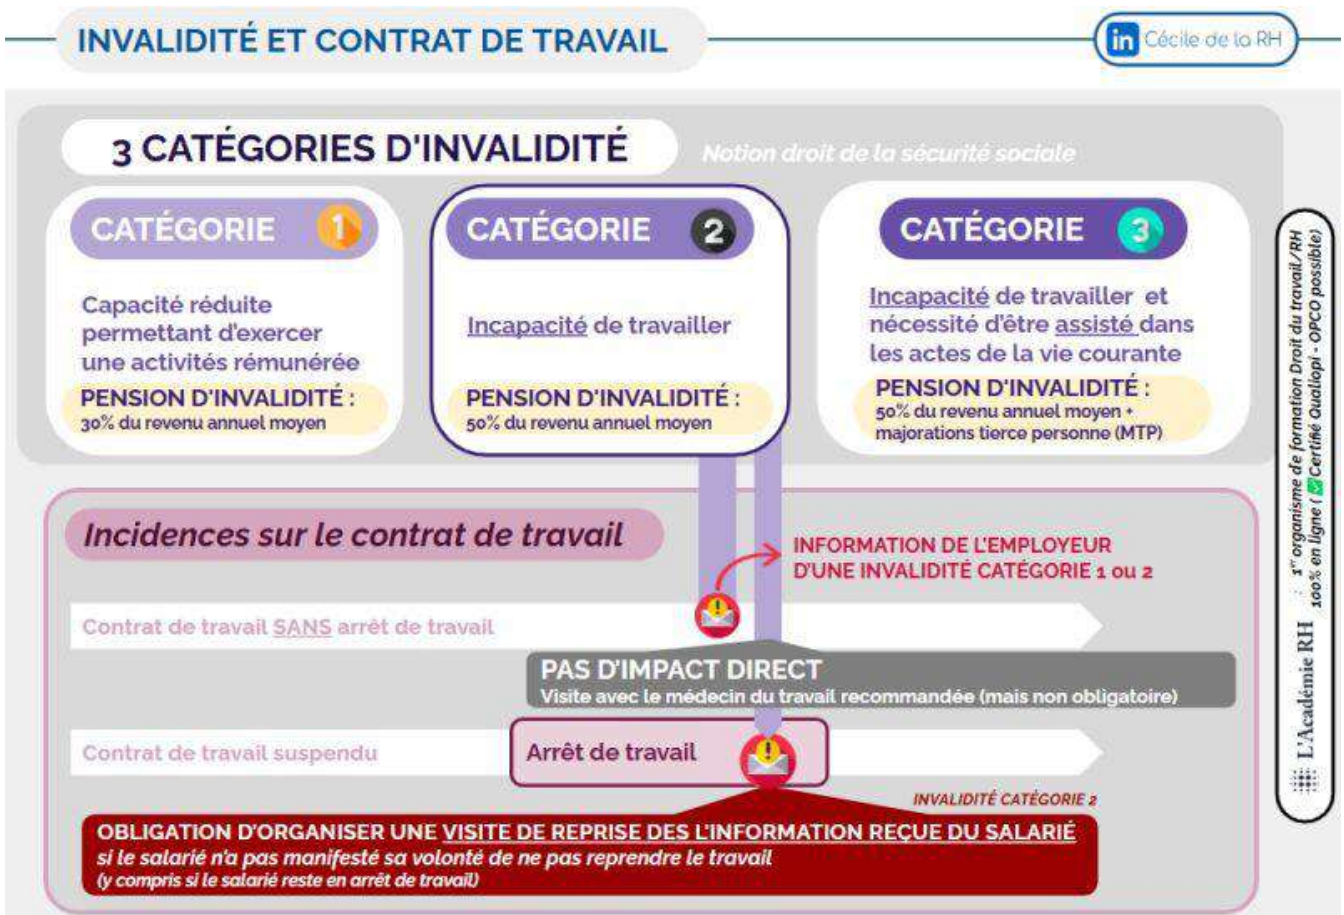 INVALIDITÉ ET CONTRAT DE TRAVAIL
in Cécile de la RH
3 CATÉGORIES D'INVALIDITÉ
Notion droit de la sécurité sociale
CATÉGORIE 1
Capacité réduite
permettant d'exercer
une activités rémunérée
PENSION D'INVALIDITÉ :
30% du revenu annuel moyen
CATÉGORIE 2
Incapacité de travailler
PENSION D'INVALIDITÉ :
50% du revenu annuel moyen
CATÉGORIE 3
Incapacité de travailler et
nécessité d'être assisté dans
les actes de la vie courante
PENSION D'INVALIDITÉ :
50% du revenu annuel moyen +
majorations tierce personne (MTP)
Incidences sur le contrat de travail
INFORMATION DE L'EMPLOYEUR
D'UNE INVALIDITÉ CATÉGORIE 1 ou 2
Contrat de travail SANS arrêt de travail
PAS D'IMPACT DIRECT
Visite avec le médecin du travail recommandée (mais non obligatoire)
Contrat de travail suspendu
Arrêt de travail
INVALIDITÉ CATÉGORIE 2
OBLIGATION D'ORGANISER UNE VISITE DE REPRISE DES L'INFORMATION REÇUE DU SALARIÉ
si le salarié n'a pas manifesté sa volonté de ne pas reprendre le travail
(y compris si le salarié reste en arrêt de travail)
L'Académie RH : 1er organisme de formation Droit du travail/RH
100% en ligne ( ✅Certifié Qualiopi - OPCO possible)